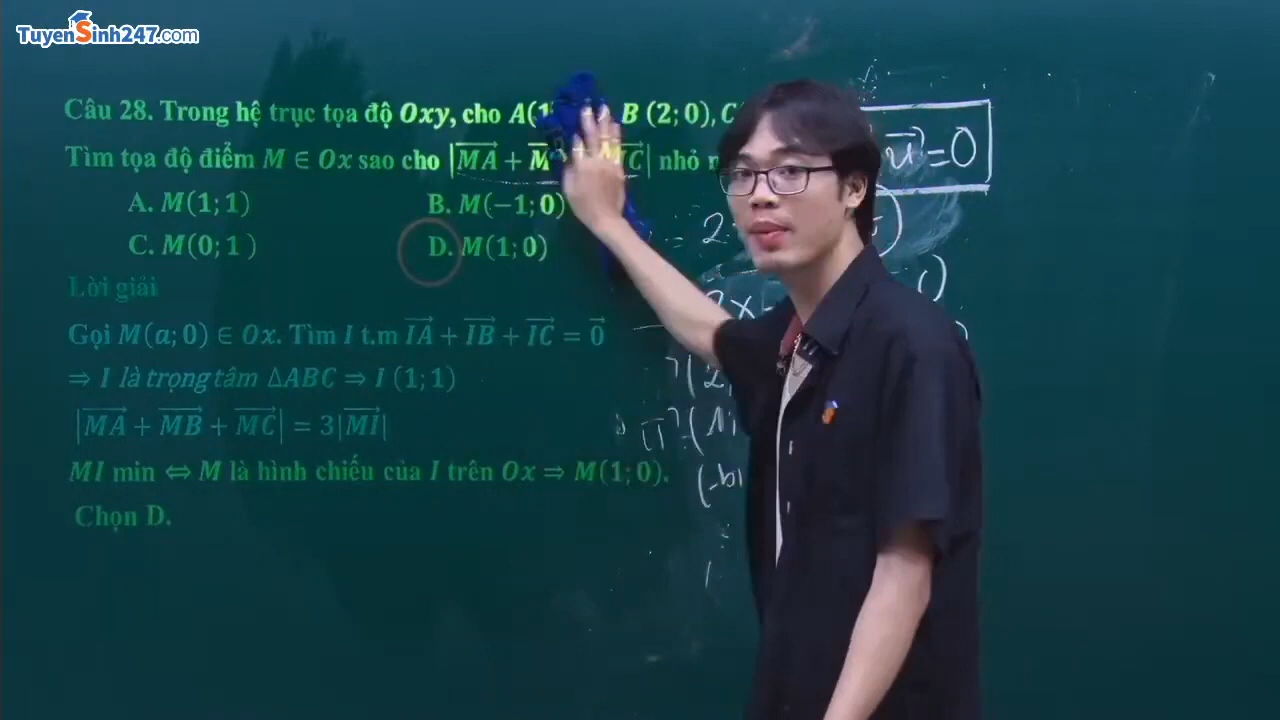 TuyenSinh247.com
Câu 28. Trong hệ trục tọa độ Oxy, cho A(1 B (2; 0), C
Tìm tọa độ điểm M ∈ Ox sao cho |MA⃗ + M MC⃗| nhỏ
A. M(1; 1) B. M(−1; 0)
C. M(0; 1 ) D. M(1; 0)
Lời giải
Gọi M(a; 0) ∈ Ox. Tìm I t.m IA⃗ + IB⃗ + IC⃗ = 0⃗
⇒ I là trọng tâm ΔABC ⇒ I (1; 1)
|MA⃗ + MB⃗ + MC⃗| = 3|MI⃗|
MI min ⇔ M là hình chiếu của I trên Ox ⇒ M(1; 0).
Chọn D.
u⃗ = 0
= 2
2x